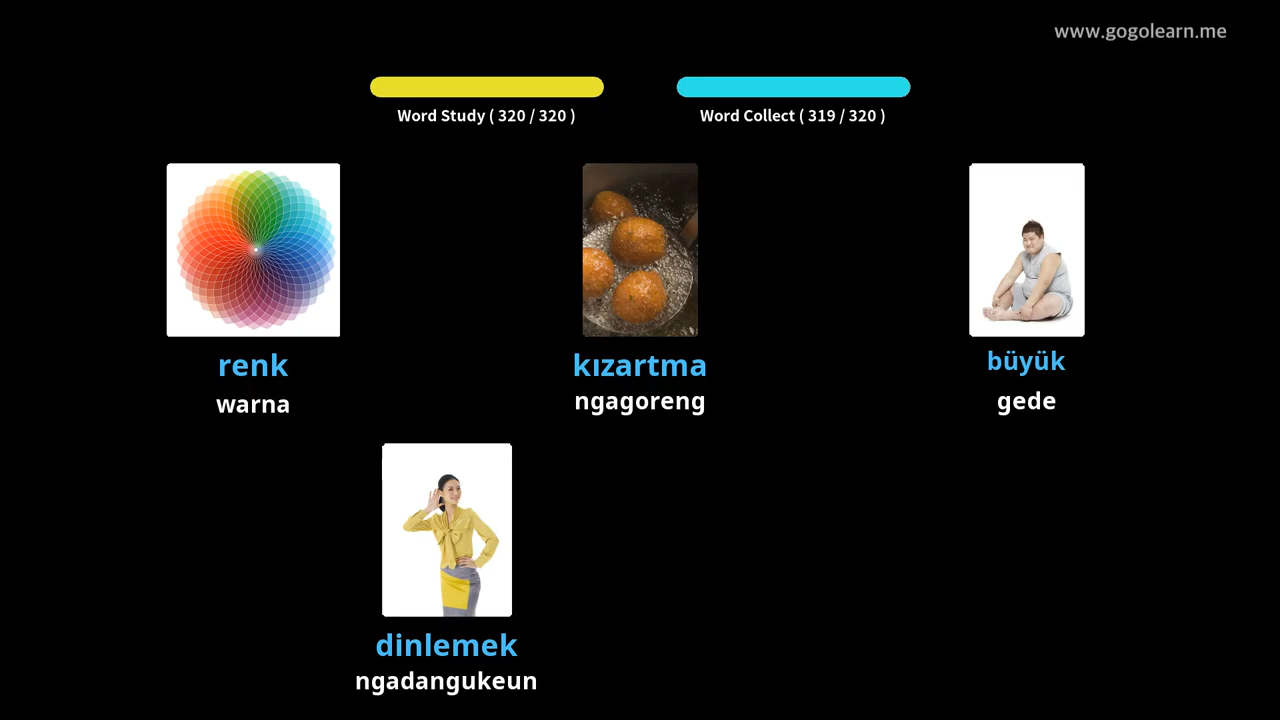 www.gogolearn.me
Word Study ( 320 / 320 )
Word Collect ( 319 / 320 )
renk
warna
kızartma
ngagoreng
büyük
gede
dinlemek
ngadangukeun